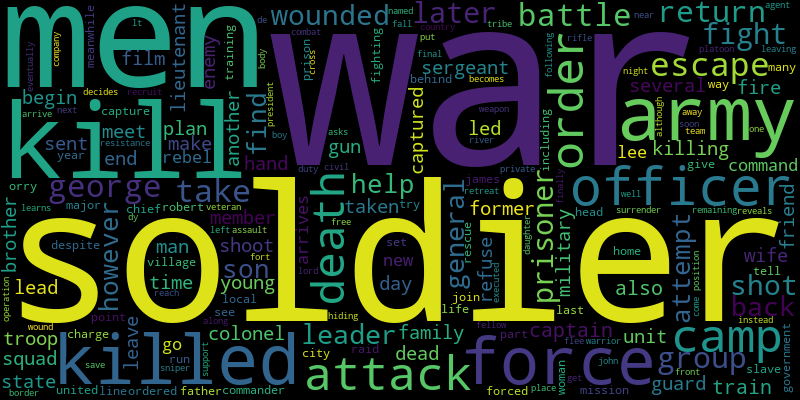 men
war
soldier
kill
killed
army
officer
force
camp
attack
death
order
prisoner
wounded
later
battle
return
fight
escape
several
fire
killing
command
lee
led
captured
sergeant
behind
enemy
lieutenant
film
begin
meet
plan
make
sent
year
end
rebel
capture
another
find
hand
gun
george
take
help
taken
try
former
general
military
attempt
friend
wife
tell
shot
back
also
home
unit
group
guard
train
slave
mission
captain
leader
family
dead
colonel
city
commander
father
lineordered
united
border
state
squad
troop
lead
charge
leave
go
run
sniper
save
wound
point
however
despite
brother
orry
major
chief
robert
veteran
member
man
village
time
reach
young
son
shoot
local
see
new
day
set
arrives
lord
hiding
life
join
rescue
refuse
retreat
james
duty
civil
free
left
assault
fort
support
along
raid
part
fellow
forced
woman
place
get
john
flee
warrior
front
government
instead
position
come
remaining
reveals
surrender
executed
daughter
finally
private
including
following
head
well
last
river
weapon
becomes
combat
final
country
put
fall
named
tribe
near
rifle
platoon
leaving
agent
night
many
way
away
team
soon
one
although
give
fighting
prison
cross
de
body
president
boy
asks
training
recruit
decides
company
meanwhile
eventually
lt
next
arrive
resistance
learns
operation
dy